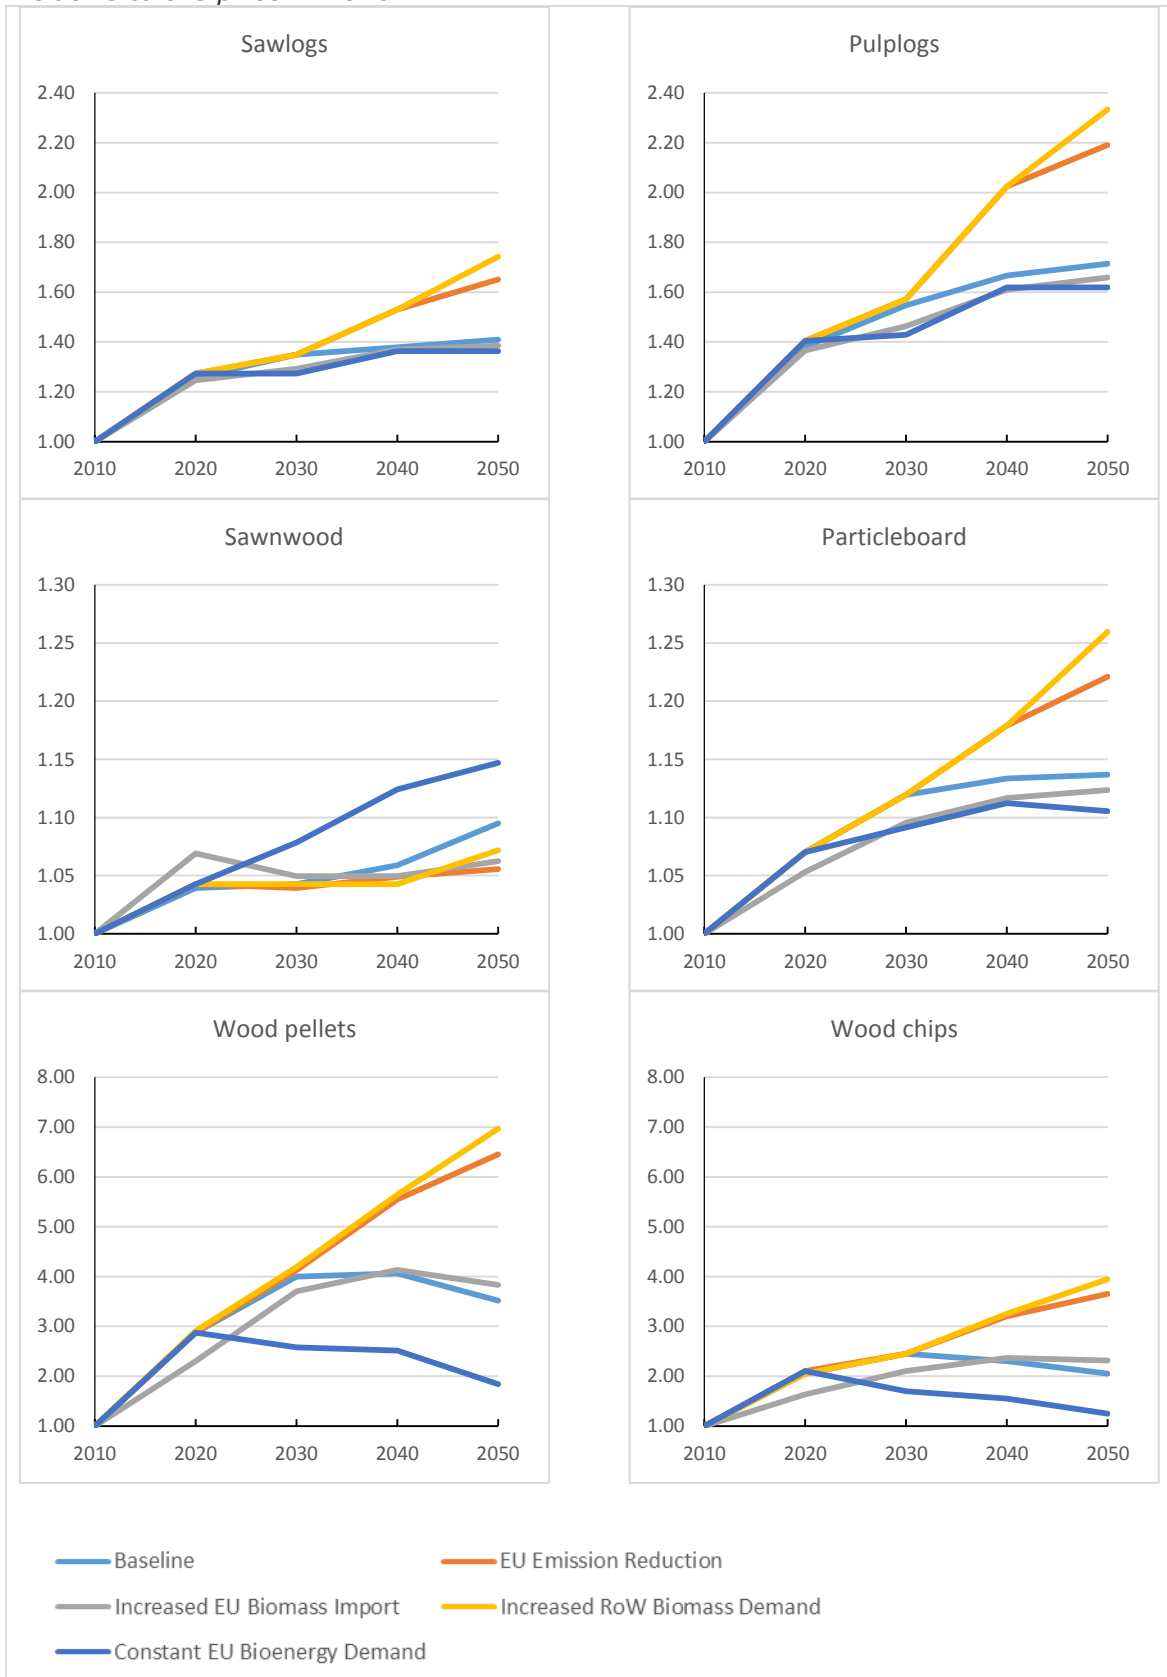 Sawlogs
2.40
2.20
2.00
1.80
1.60
1.40
1.20
1.00
2010 2020 2030 2040 2050
Pulplogs
2.40
2.20
2.00
1.80
1.60
1.40
1.20
1.00
2010 2020 2030 2040 2050
Sawnwood
1.30
1.25
1.20
1.15
1.10
1.05
1.00
2010 2020 2030 2040 2050
Particleboard
1.30
1.25
1.20
1.15
1.10
1.05
1.00
2010 2020 2030 2040 2050
Wood pellets
8.00
7.00
6.00
5.00
4.00
3.00
2.00
1.00
2010 2020 2030 2040 2050
Wood chips
8.00
7.00
6.00
5.00
4.00
3.00
2.00
1.00
2010 2020 2030 2040 2050
Baseline
EU Emission Reduction
Increased EU Biomass Import
Increased RoW Biomass Demand
Constant EU Bioenergy Demand